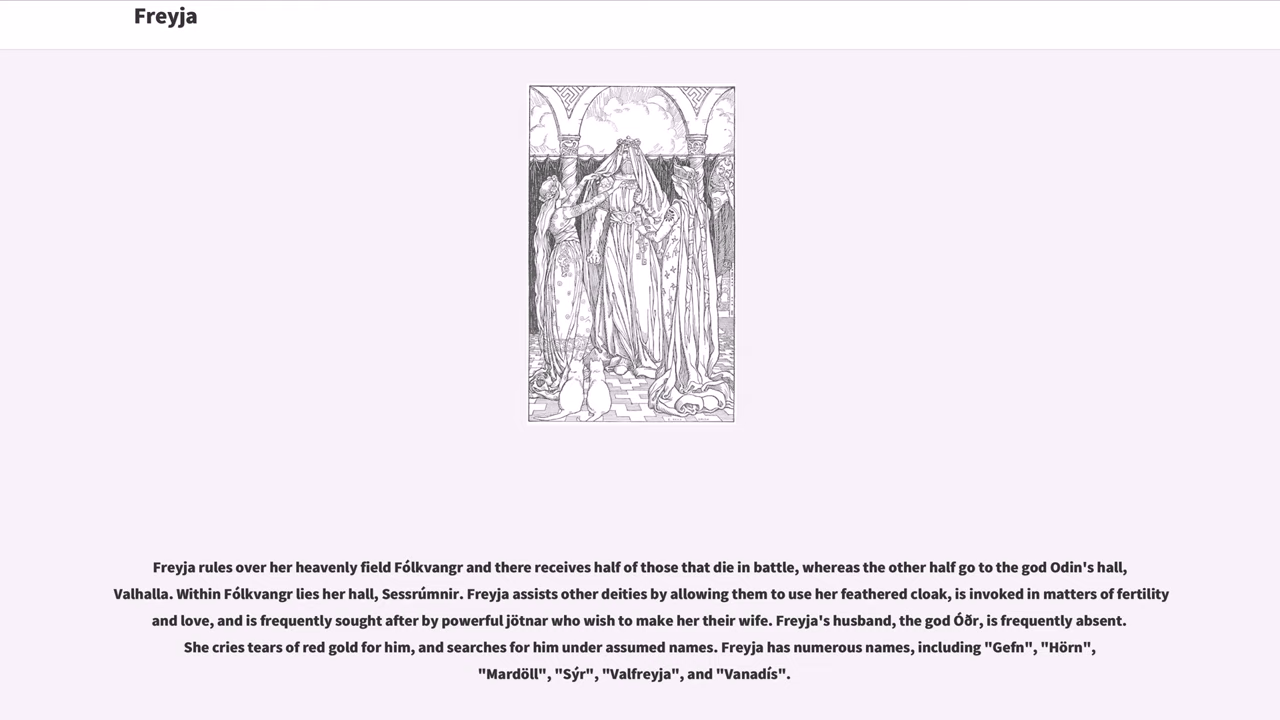 Freyja
Freyja rules over her heavenly field Fólkvangr and there receives half of those that die in battle, whereas the other half go to the god Odin's hall,
Valhalla. Within Fólkvangr lies her hall, Sessrúmnir. Freyja assists other deities by allowing them to use her feathered cloak, is invoked in matters of fertility
and love, and is frequently sought after by powerful jötnar who wish to make her their wife. Freyja's husband, the god Óðr, is frequently absent.
She cries tears of red gold for him, and searches for him under assumed names. Freyja has numerous names, including "Gefn", "Hörn",
"Mardöll", "Sýr", "Valfreyja", and "Vanadís".